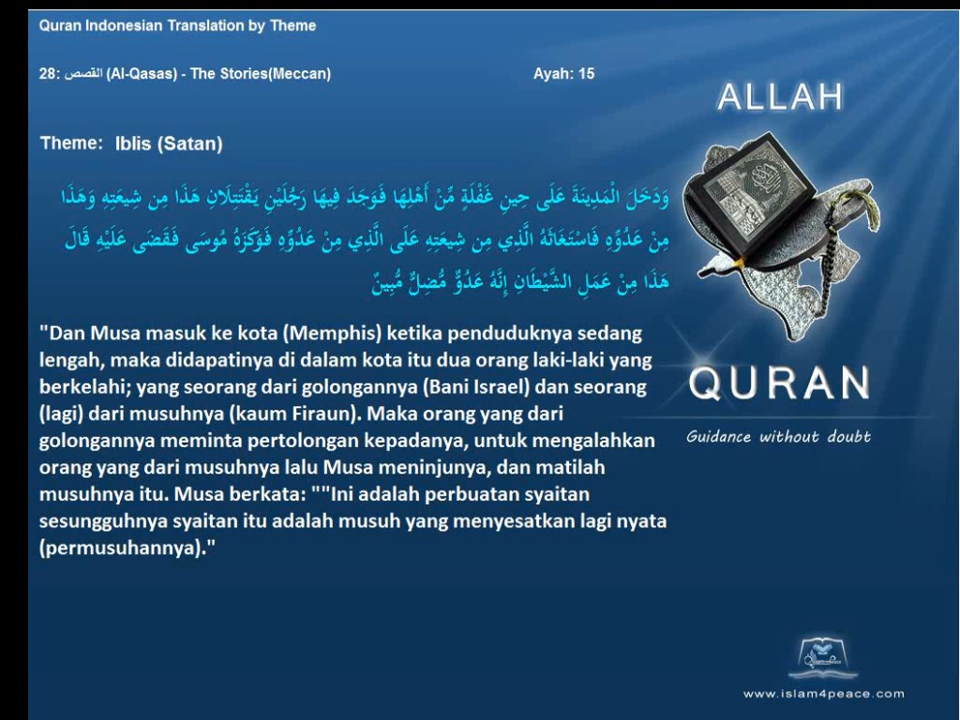 Quran Indonesian Translation by Theme
28: القصص (Al-Qasas) - The Stories(Meccan) Ayah: 15
ALLAH
Theme: Iblis (Satan)
وَدَخَلَ الْمَدِينَةَ عَلَى حِينِ غَفْلَةٍ مِّنْ أَهْلِهَا فَوَجَدَ فِيهَا رَجُلَيْنِ يَقْتَتِلَانِ هَذَا مِن شِيعَتِهِ وَهَذَا
مِنْ عَدُوِّهِ فَاسْتَغَاثَهُ الَّذِي مِن شِيعَتِهِ عَلَى الَّذِي مِنْ عَدُوِّهِ فَوَكَزَهُ مُوسَى فَقَضَى عَلَيْهِ قَالَ
هَذَا مِنْ عَمَلِ الشَّيْطَانِ إِنَّهُ عَدُوٌّ مُّضِلٌّ مُّبِينٌ
"Dan Musa masuk ke kota (Memphis) ketika penduduknya sedang
lengah, maka didapatinya di dalam kota itu dua orang laki-laki yang
berkelahi; yang seorang dari golongannya (Bani Israel) dan seorang
(lagi) dari musuhnya (kaum Firaun). Maka orang yang dari
golongannya meminta pertolongan kepadanya, untuk mengalahkan
orang yang dari musuhnya lalu Musa meninjunya, dan matilah
musuhnya itu. Musa berkata: ""Ini adalah perbuatan syaitan
sesungguhnya syaitan itu adalah musuh yang menyesatkan lagi nyata
(permusuhannya)."
QURAN
Guidance without doubt
www.islam4peace.com